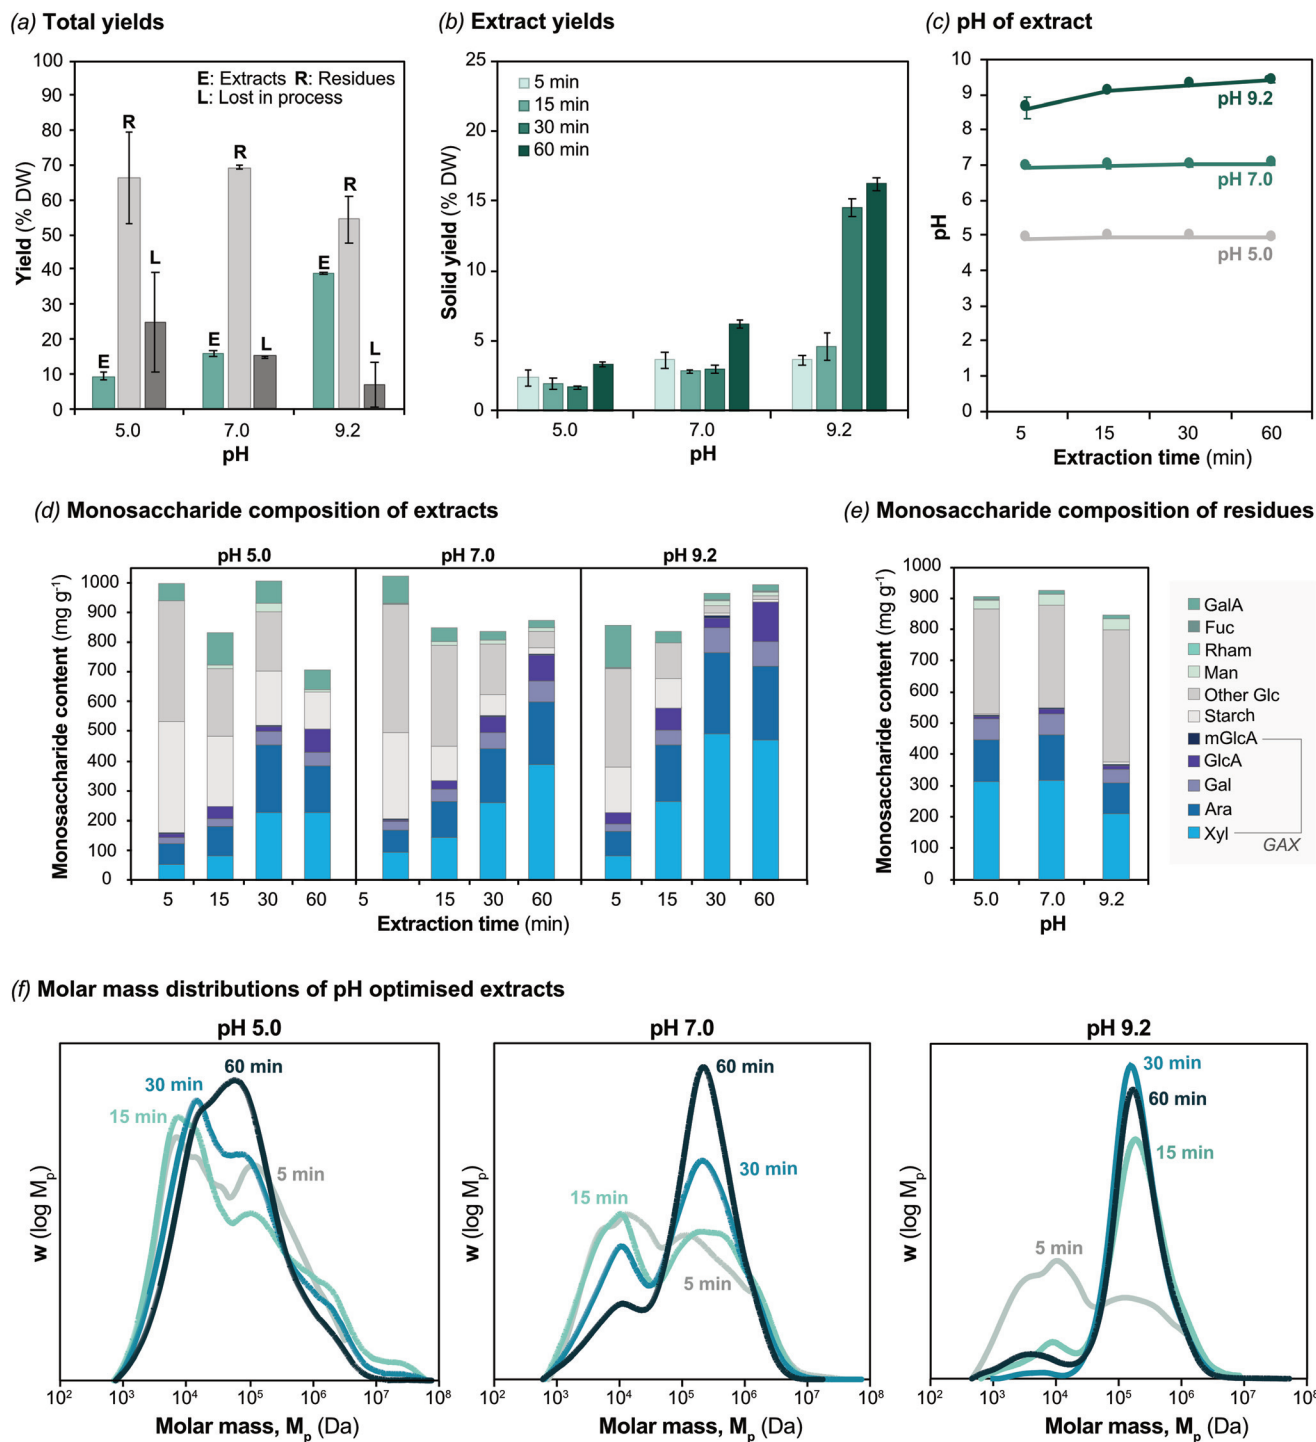 (a) Total yields
100
90
80
70
60
50
40
30
20
10
0
Yield (% DW)
E: Extracts R: Residues
L: Lost in process
E
R
L
E
R
L
E
R
L
5.0 7.0 9.2
pH
(b) Extract yields
25
20
15
10
5
0
Solid yield (% DW)
5 min
15 min
30 min
60 min
5.0 7.0 9.2
pH
(c) pH of extract
10
9
8
7
6
5
4
3
2
1
0
pH
pH 9.2
pH 7.0
pH 5.0
5 15 30 60
Extraction time (min)
(d) Monosaccharide composition of extracts
pH 5.0 pH 7.0 pH 9.2
1000
900
800
700
600
500
400
300
200
100
0
Monosaccharide content (mg g⁻¹)
5 15 30 60 5 15 30 60 5 15 30 60
Extraction time (min)
(e) Monosaccharide composition of residues
1000
900
800
700
600
500
400
300
200
100
0
Monosaccharide content (mg g⁻¹)
5.0 7.0 9.2
pH
GalA
Fuc
Rham
Man
Other Glc
Starch
mGlcA
GlcA
Gal
Ara
Xyl
GAX
(f) Molar mass distributions of pH optimised extracts
pH 5.0
w (log Mₚ)
60 min
30 min
15 min
5 min
10² 10³ 10⁴ 10⁵ 10⁶ 10⁷ 10⁸
Molar mass, Mₚ (Da)
pH 7.0
w (log Mₚ)
60 min
30 min
15 min
5 min
10² 10³ 10⁴ 10⁵ 10⁶ 10⁷ 10⁸
Molar mass, Mₚ (Da)
pH 9.2
w (log Mₚ)
30 min
60 min
15 min
5 min
10² 10³ 10⁴ 10⁵ 10⁶ 10⁷ 10⁸
Molar mass, Mₚ (Da)